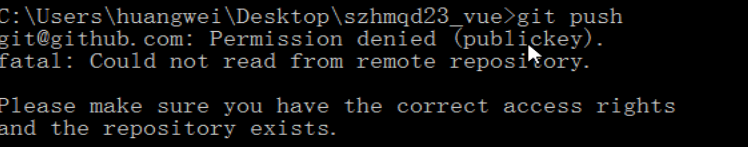 C:\Users\huangwei\Desktop\szhmqd23_vue>git push
git@github.com: Permission denied (publickey).
fatal: Could not read from remote repository.
Please make sure you have the correct access rights
and the repository exists.